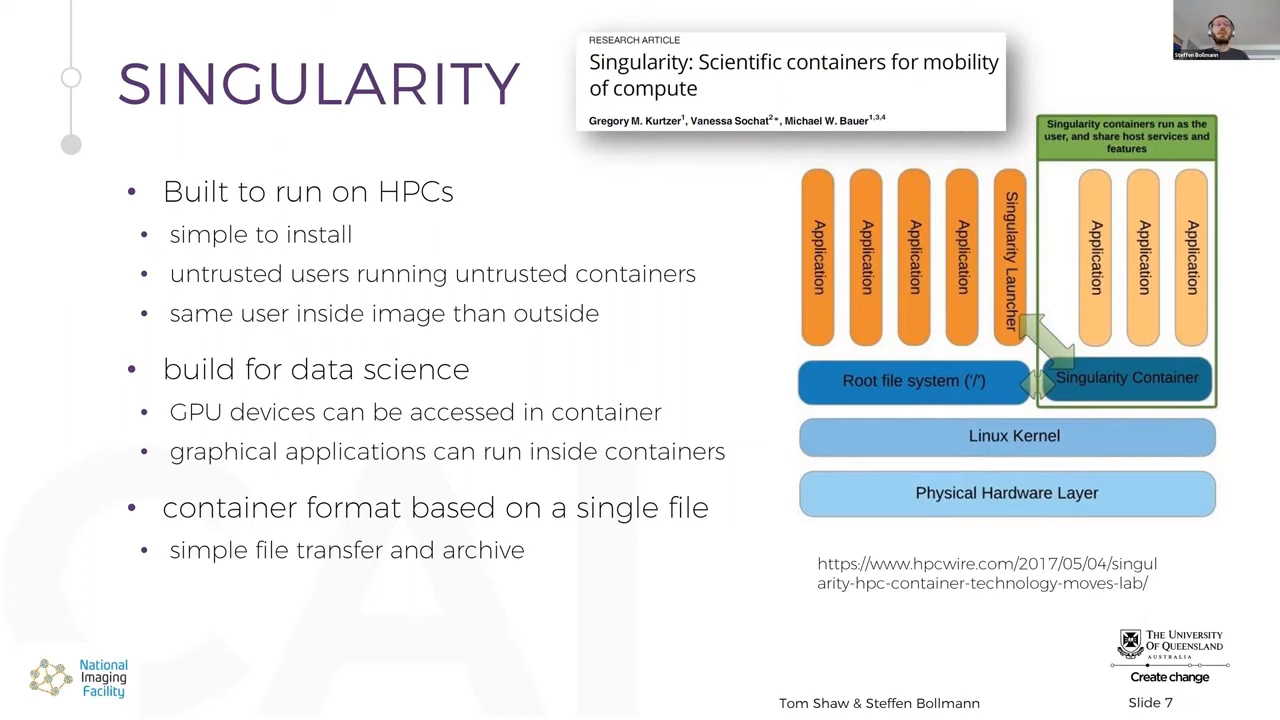 SINGULARITY
RESEARCH ARTICLE
Singularity: Scientific containers for mobility
of compute
Gregory M. Kurtzer1, Vanessa Sochat2*, Michael W. Bauer1,3,4
Steffen Bollmann
• Built to run on HPCs
• simple to install
• untrusted users running untrusted containers
• same user inside image than outside
• build for data science
• GPU devices can be accessed in container
• graphical applications can run inside containers
• container format based on a single file
• simple file transfer and archive
Singularity containers run as the
user, and share host services and
features
Application
Application
Application
Application
Singularity Launcher
Application
Application
Application
Root file system ('/')
Singularity Container
Linux Kernel
Physical Hardware Layer
https://www.hpcwire.com/2017/05/04/singul
arity-hpc-container-technology-moves-lab/
CAI
National
Imaging
Facility
THE UNIVERSITY
OF QUEENSLAND
AUSTRALIA
Create change
Tom Shaw & Steffen Bollmann
Slide 7